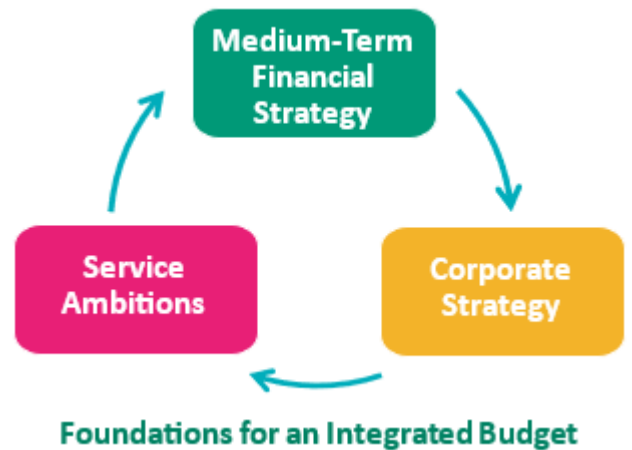 Medium-Term
Financial
Strategy
Service
Ambitions
Corporate
Strategy
Foundations for an Integrated Budget